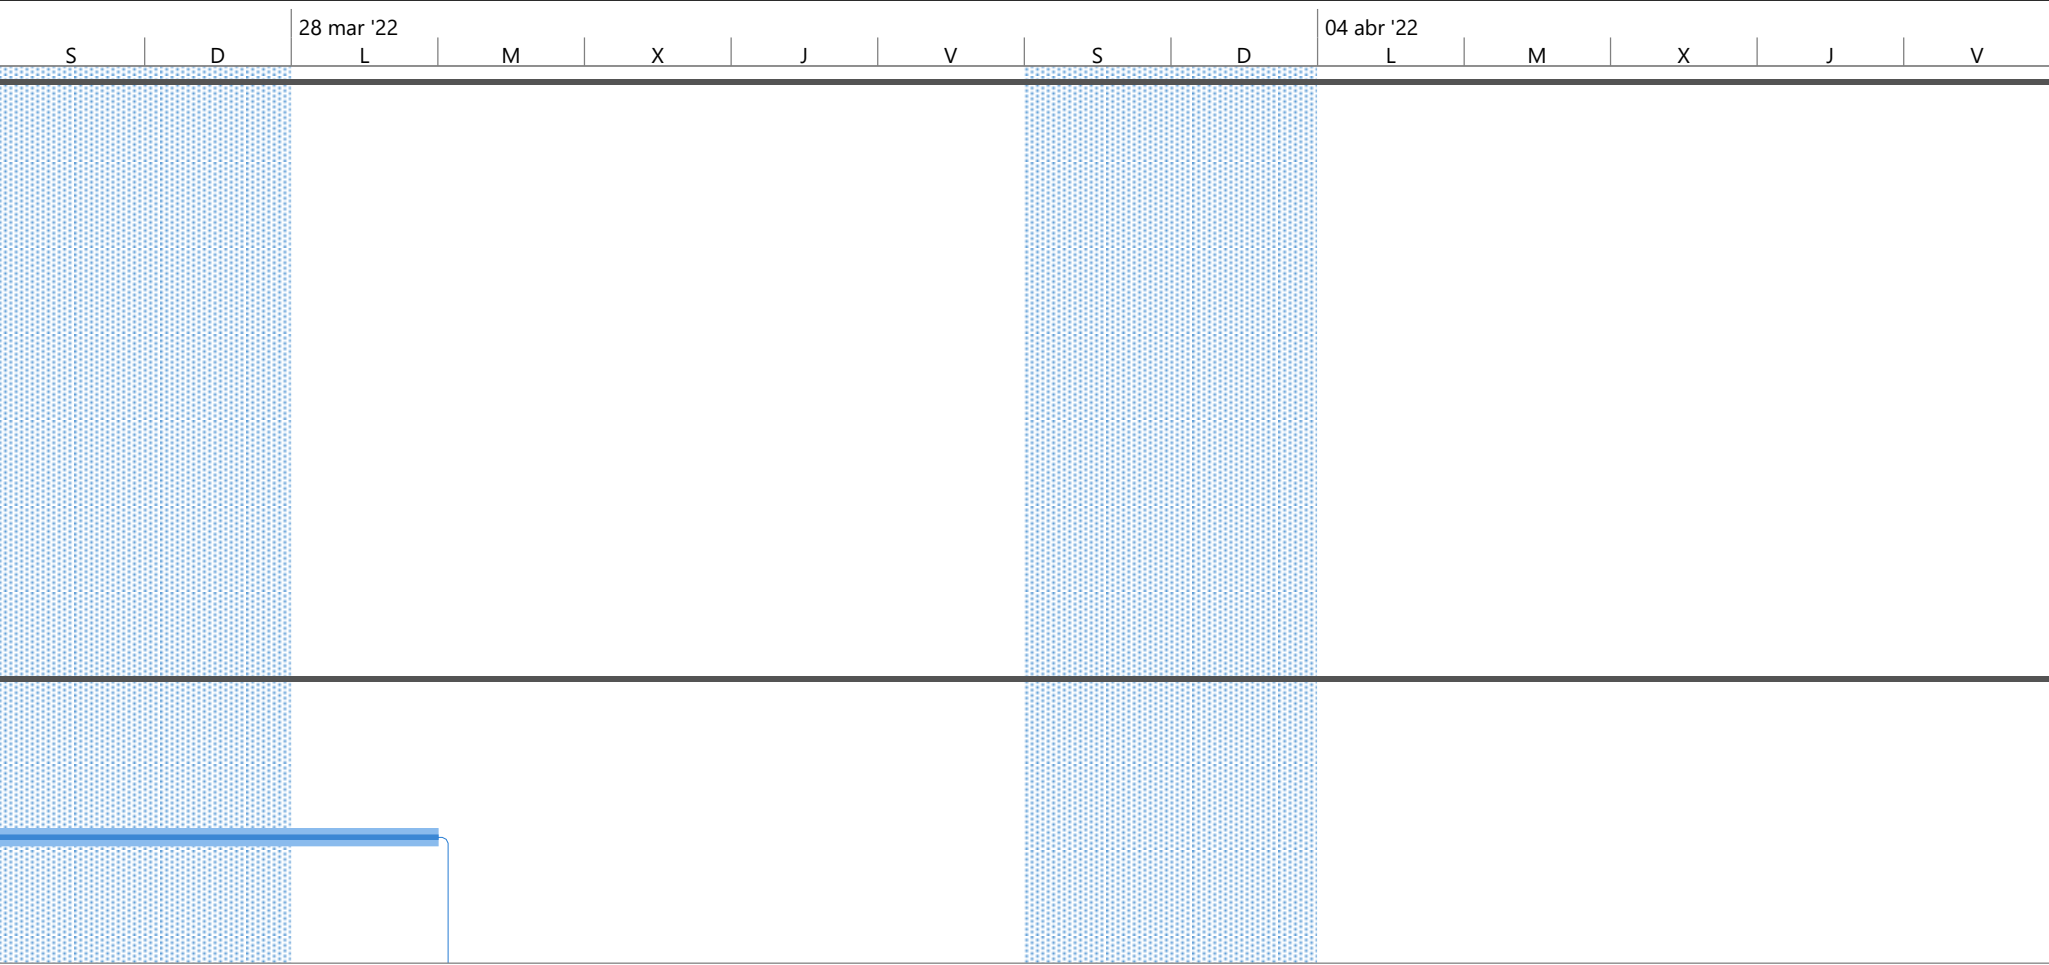 28 mar '22 04 abr '22
S D L M X J V S D L M X J V